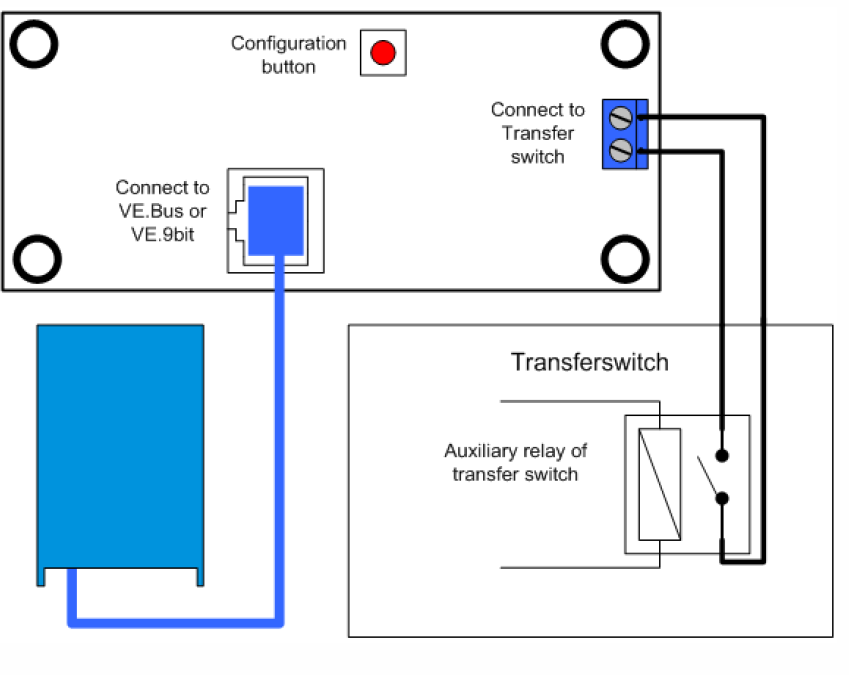 Configuration
button
Connect to
Transfer
switch
Connect to
VE.Bus or
VE.9bit
Transferswitch
Auxiliary relay of
transfer switch